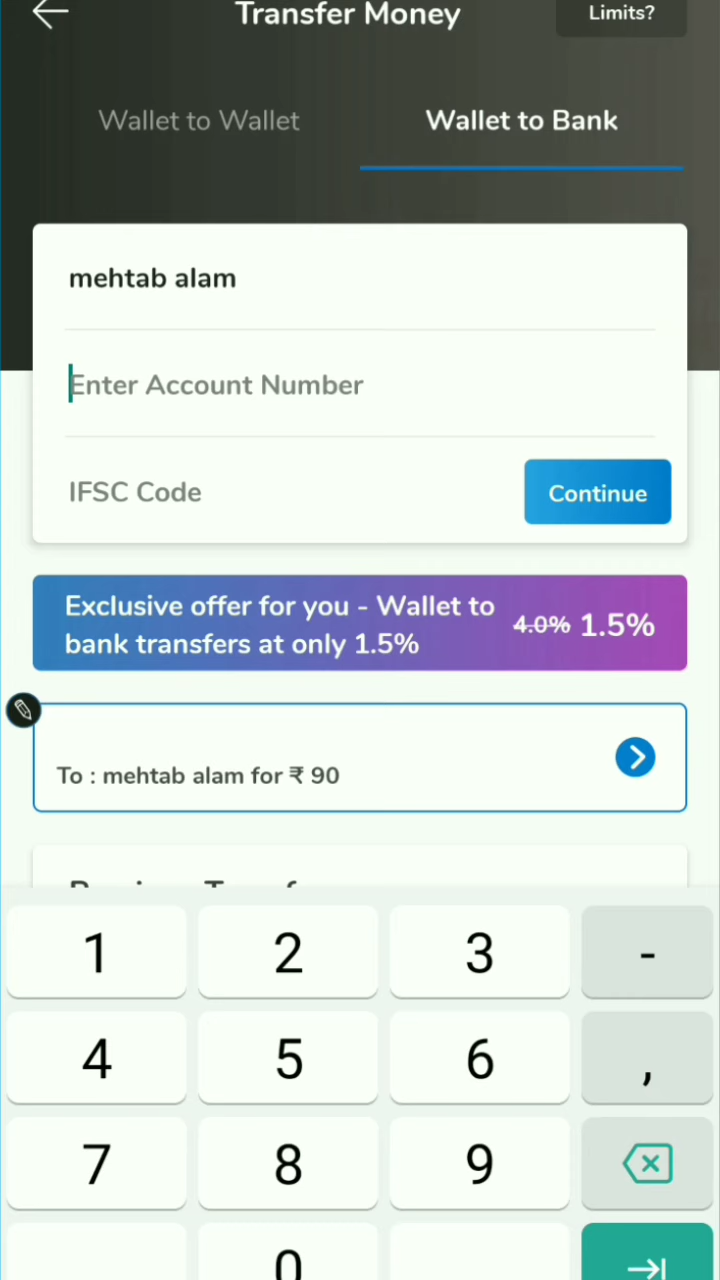 Transfer Money
Limits?
Wallet to Wallet
Wallet to Bank
mehtab alam
Enter Account Number
IFSC Code
Continue
Exclusive offer for you - Wallet to
bank transfers at only 1.5%
4.0% 1.5%
To : mehtab alam for ₹ 90
1 2 3 -
4 5 6 ,
7 8 9
0